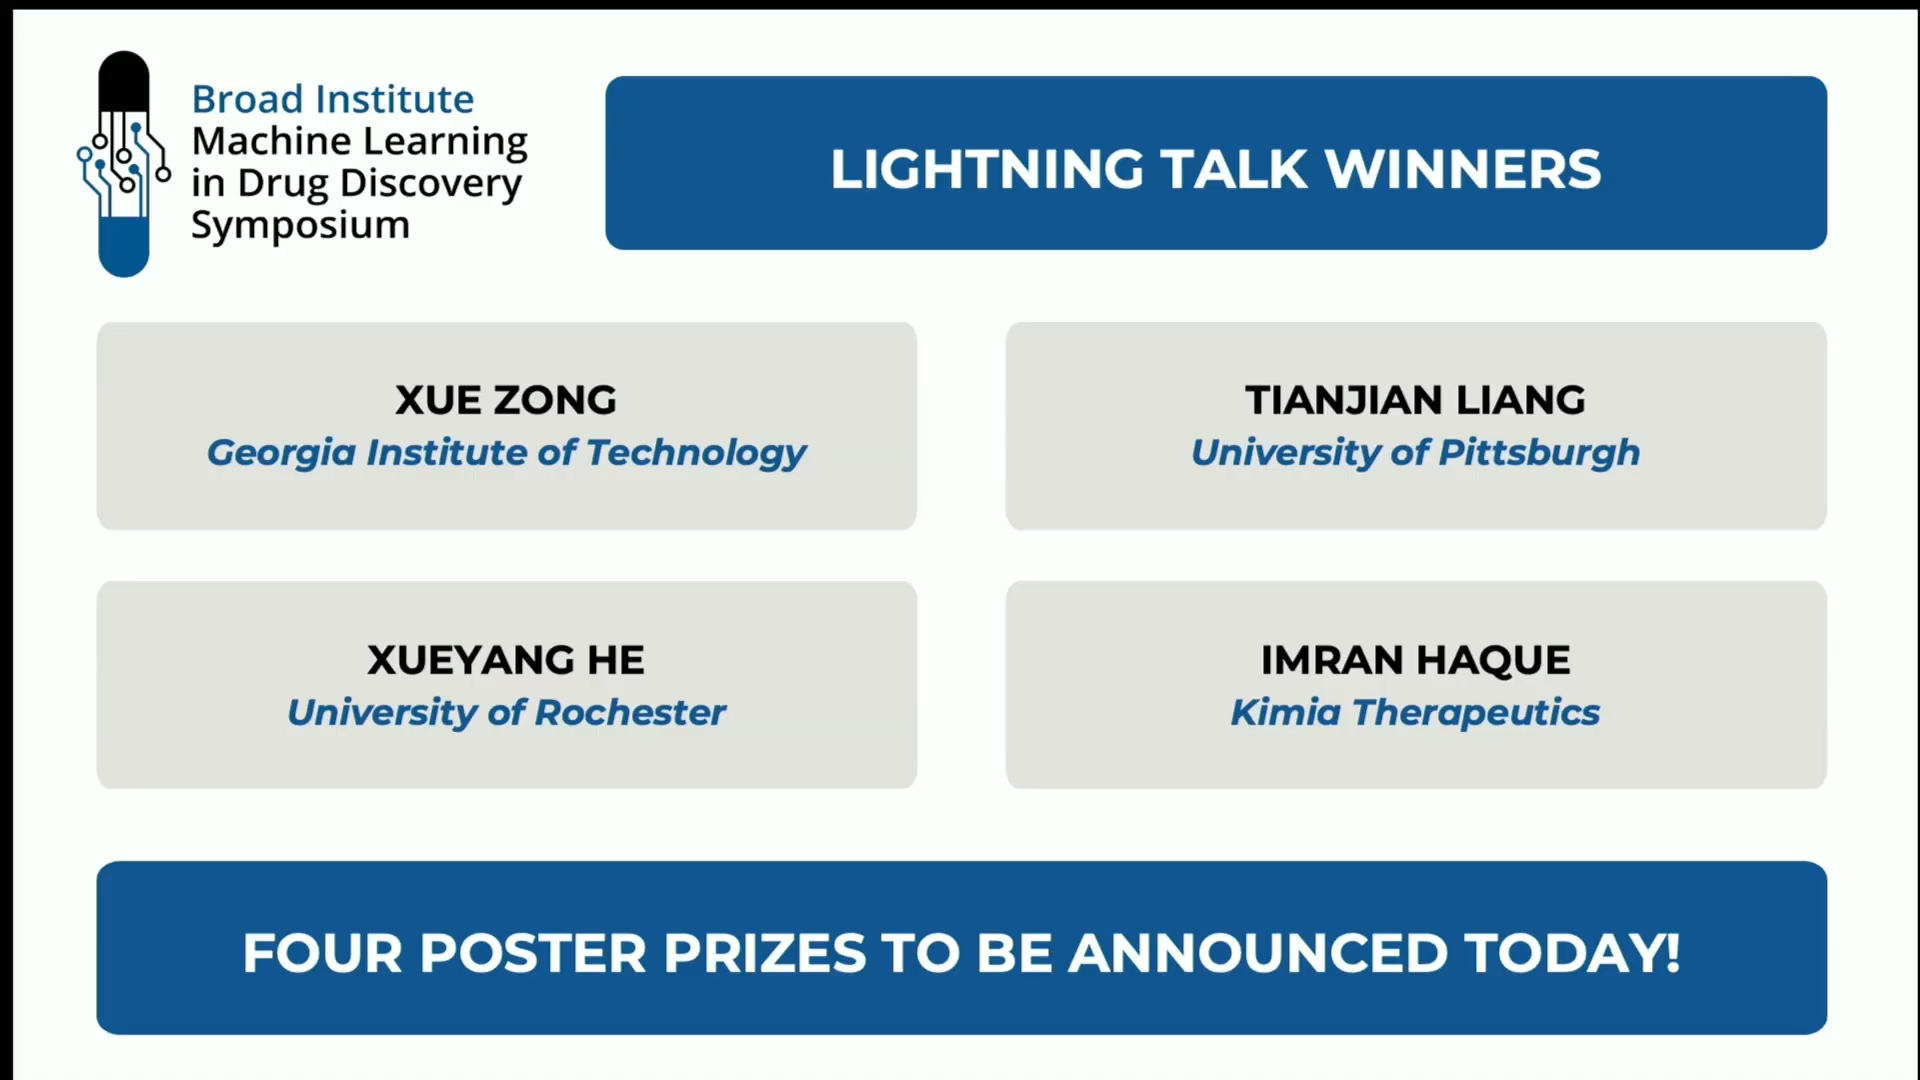 Broad Institute
Machine Learning
in Drug Discovery
Symposium
LIGHTNING TALK WINNERS
XUE ZONG
Georgia Institute of Technology
TIANJIAN LIANG
University of Pittsburgh
XUEYANG HE
University of Rochester
IMRAN HAQUE
Kimia Therapeutics
FOUR POSTER PRIZES TO BE ANNOUNCED TODAY!